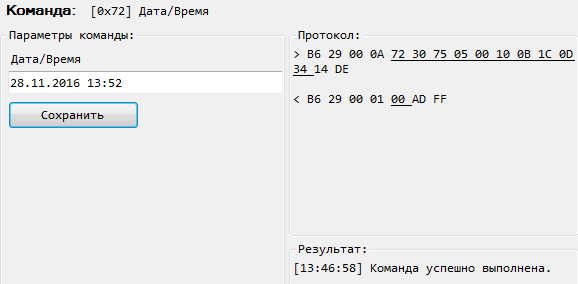 Команда: [0x72] Дата/Время
Параметры команды:
Дата/Время
28.11.2016 13:52
Сохранить
Протокол:
> B6 29 00 0A 72 30 75 05 00 10 0B 1C 0D
34 14 DE
< B6 29 00 01 00 AD FF
Результат:
[13:46:58] Команда успешно выполнена.